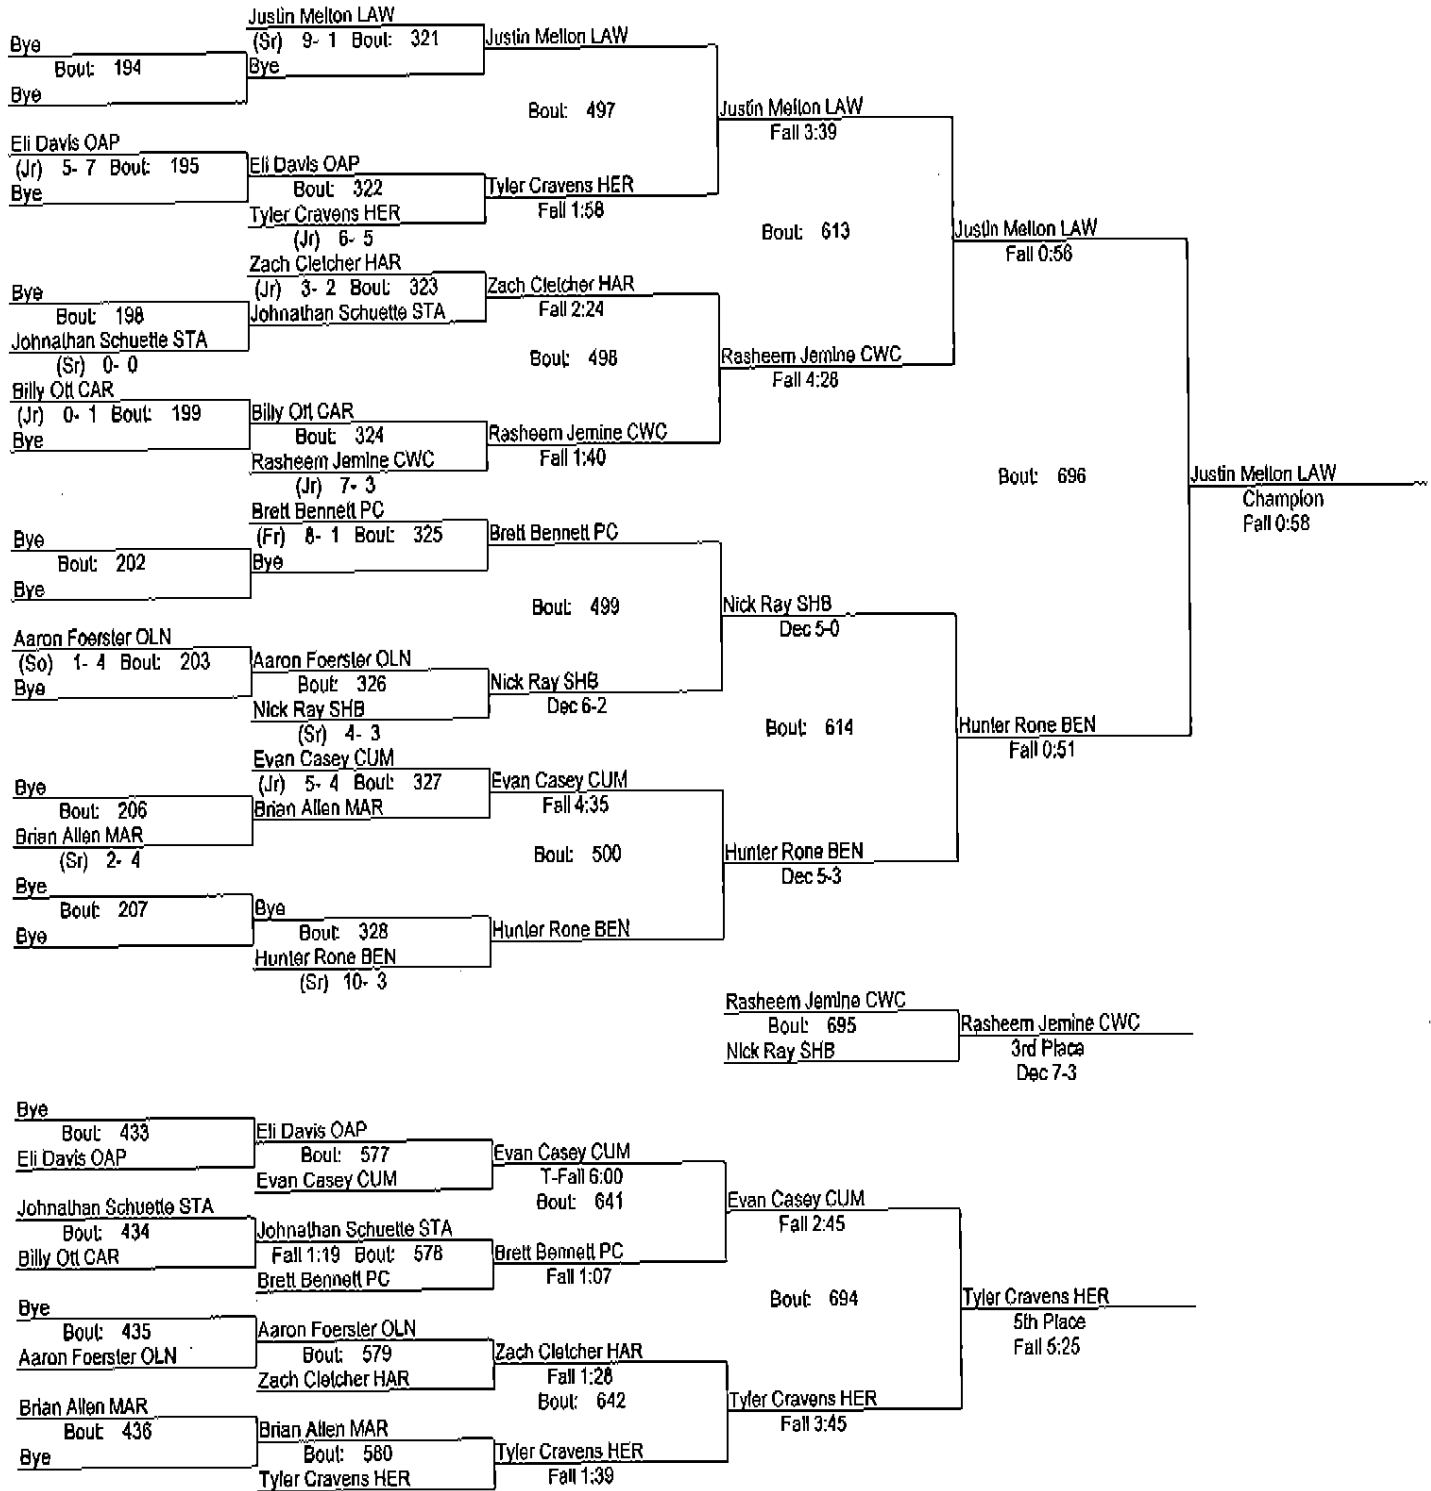 Justin Melton LAW
Bye
(Sr) 9- 1 Bout: 321
Justin Melton LAW
Bout: 194
Bye
Bye
Bout: 497
Justin Melton LAW
Fall 3:39
Eli Davis OAP
(Jr) 5- 7 Bout: 195
Eli Davis OAP
Bye
Bout: 322
Tyler Cravens HER
Fall 1:58
Tyler Cravens HER
(Jr) 6- 5
Bout: 613
Justin Melton LAW
Fall 0:56
Zach Cletcher HAR
Bye
(Jr) 3- 2 Bout: 323
Zach Cletcher HAR
Fall 2:24
Bout: 198
Johnathan Schuette STA
Johnathan Schuette STA
(Sr) 0- 0
Bout: 498
Rasheem Jemine CWC
Fall 4:28
Billy Ott CAR
(Jr) 0- 1 Bout: 199
Billy Ott CAR
Bye
Bout: 324
Rasheem Jemine CWC
Fall 1:40
Rasheem Jemine CWC
(Jr) 7- 3
Bout: 696
Justin Melton LAW
Champion
Fall 0:58
Brett Bennett PC
Bye
(Fr) 8- 1 Bout: 325
Brett Bennett PC
Bout: 202
Bye
Bye
Bout: 499
Nick Ray SHB
Dec 5-0
Aaron Foerster OLN
(So) 1- 4 Bout: 203
Aaron Foerster OLN
Bye
Bout: 326
Nick Ray SHB
Dec 6-2
Nick Ray SHB
(Sr) 4- 3
Bout: 614
Hunter Rone BEN
Fall 0:51
Evan Casey CUM
Bye
(Jr) 5- 4 Bout: 327
Evan Casey CUM
Fall 4:35
Bout: 206
Brian Allen MAR
Brian Allen MAR
(Sr) 2- 4
Bout: 500
Hunter Rone BEN
Dec 5-3
Bye
Bout: 207
Bye
Bye
Bout: 328
Hunter Rone BEN
Hunter Rone BEN
(Sr) 10- 3
Rasheem Jemine CWC
Bout: 695
Rasheem Jemine CWC
Nick Ray SHB
3rd Place
Dec 7-3
Bye
Bout: 433
Eli Davis OAP
Eli Davis OAP
Bout: 577
Evan Casey CUM
Evan Casey CUM
T-Fall 6:00
Bout: 641
Evan Casey CUM
Fall 2:45
Johnathan Schuette STA
Bout: 434
Johnathan Schuette STA
Billy Ott CAR
Fall 1:19 Bout: 578
Brett Bennett PC
Brett Bennett PC
Fall 1:07
Bout: 694
Tyler Cravens HER
5th Place
Fall 5:25
Bye
Bout: 435
Aaron Foerster OLN
Aaron Foerster OLN
Bout: 579
Zach Cletcher HAR
Zach Cletcher HAR
Fall 1:28
Bout: 642
Tyler Cravens HER
Fall 3:45
Brian Allen MAR
Bout: 436
Brian Allen MAR
Bye
Bout: 580
Tyler Cravens HER
Tyler Cravens HER
Fall 1:39